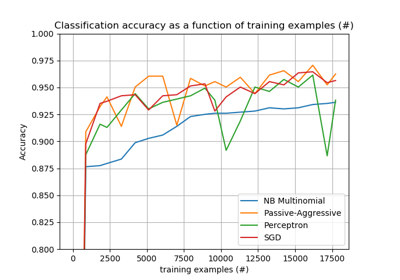 Classification accuracy as a function of training examples (#)
1.000
0.975
0.950
0.925
0.900
0.875
0.850
0.825
0.800
Accuracy
NB Multinomial
Passive-Aggressive
Perceptron
SGD
0 2500 5000 7500 10000 12500 15000 17500
training examples (#)